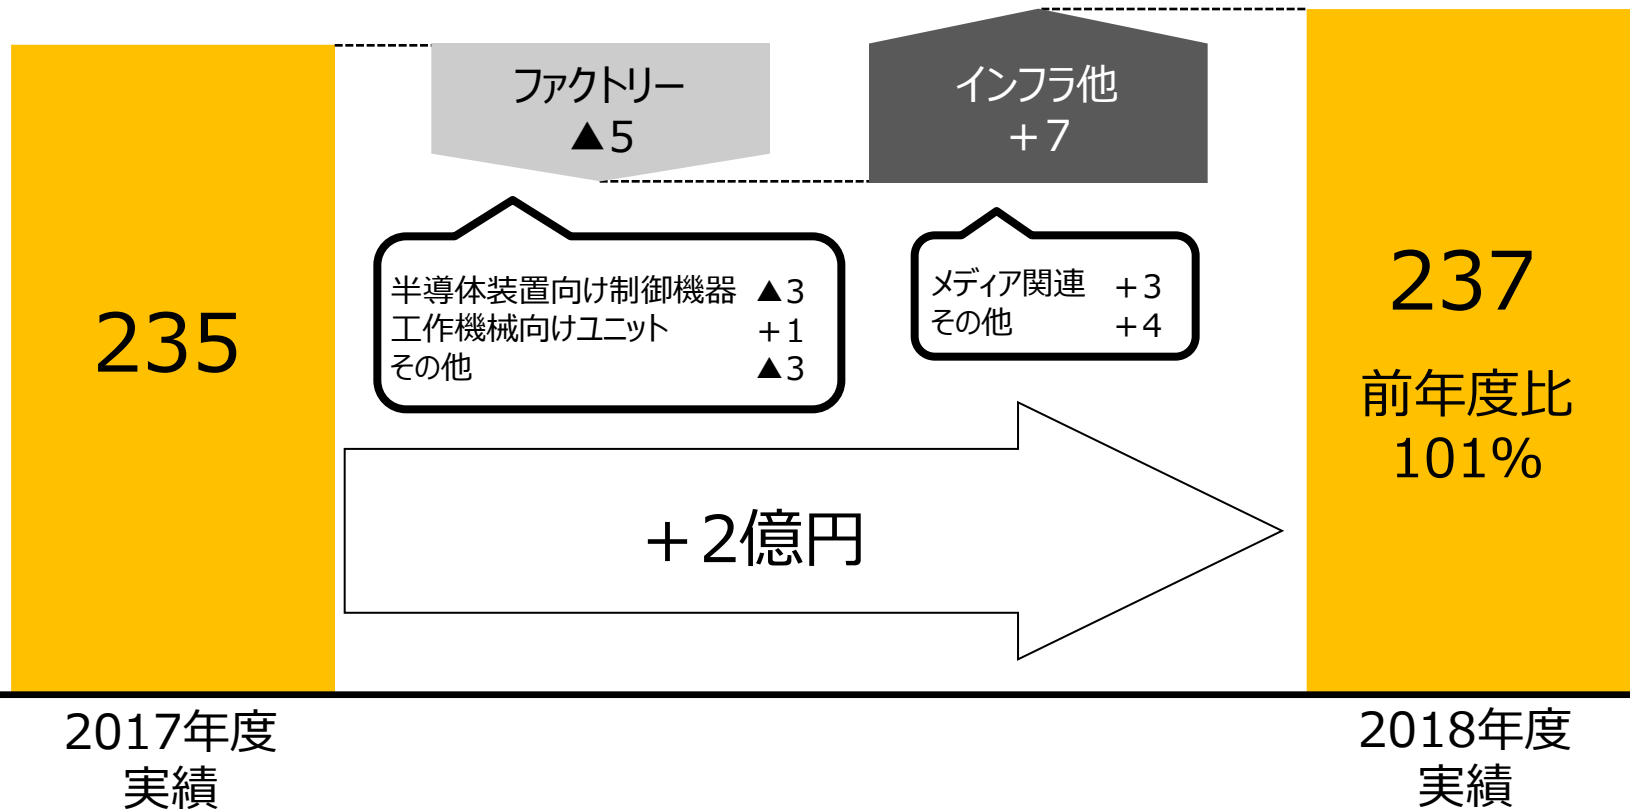 235
2017年度
実績
ファクトリー
▲5
半導体装置向け制御機器 ▲3
工作機械向けユニット ＋1
その他 ▲3
インフラ他
＋7
メディア関連 ＋3
その他 ＋4
＋2億円
237
前年度比
101%
2018年度
実績